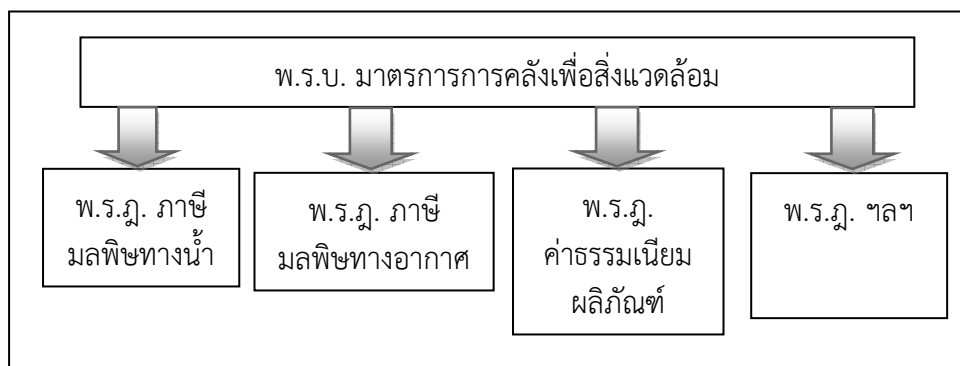 พ.ร.บ. มาตรการการคลังเพื่อสิ่งแวดล้อม
พ.ร.ฎ. ภาษี
มลพิษทางน้ำ
พ.ร.ฎ. ภาษี
มลพิษทางอากาศ
พ.ร.ฎ.
ค่าธรรมเนียม
ผลิภัณฑ์
พ.ร.ฎ. ฯลฯ